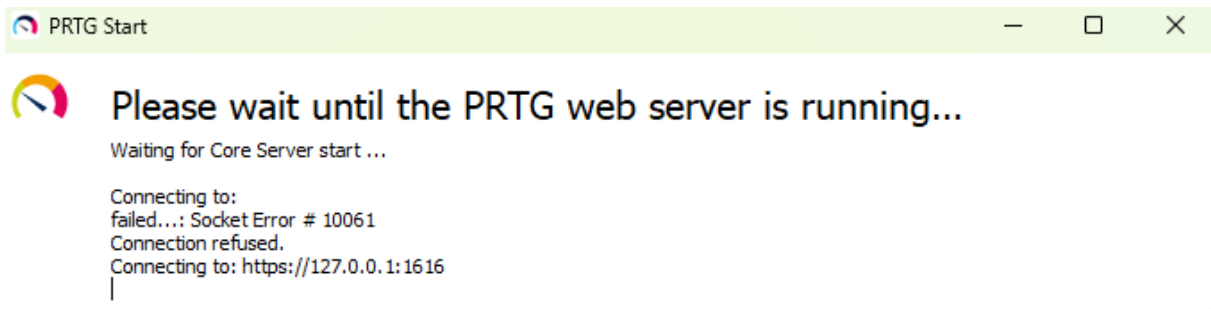 PRTG Start
Please wait until the PRTG web server is running...
Waiting for Core Server start ...
Connecting to:
failed...: Socket Error # 10061
Connection refused.
Connecting to: https://127.0.0.1:1616